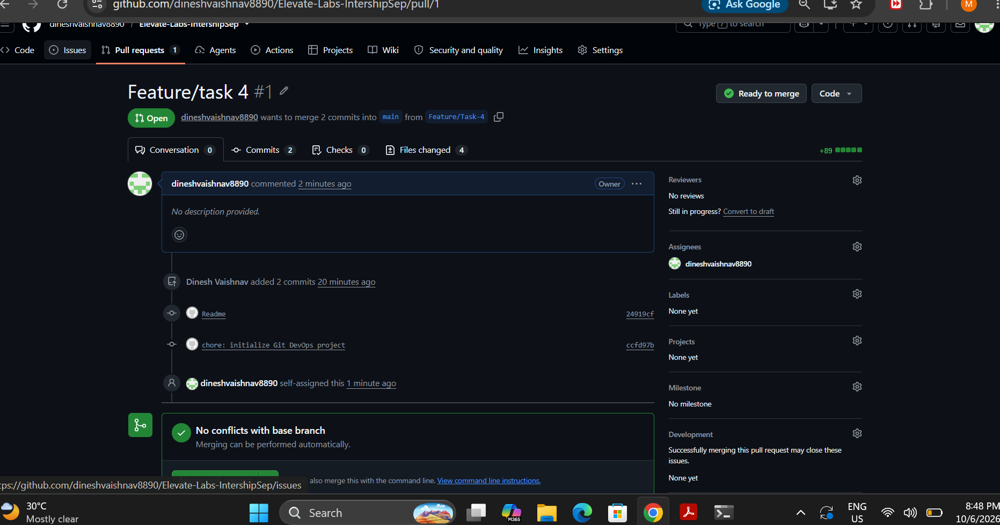 github.com/dineshvaishnav8890/Elevate-Labs-IntershipSep/pull/1
Ask Google
M
dineshvaishnav8890 / Elevate-Labs-IntershipSep
Type / to search
Code
Issues
Pull requests 1
Agents
Actions
Projects
Wiki
Security and quality
Insights
Settings
Feature/task 4 #1
Ready to merge
Code
Open
dineshvaishnav8890 wants to merge 2 commits into main from Feature/Task-4
Conversation 0
Commits 2
Checks 0
Files changed 4
+89
dineshvaishnav8890 commented 2 minutes ago
Owner
No description provided.
Dinesh Vaishnav added 2 commits 20 minutes ago
Readme
24919cf
chore: initialize Git DevOps project
ccfd97b
dineshvaishnav8890 self-assigned this 1 minute ago
No conflicts with base branch
Merging can be performed automatically.
also merge this with the command line. View command line instructions.
Reviewers
No reviews
Still in progress? Convert to draft
Assignees
dineshvaishnav8890
Labels
None yet
Projects
None yet
Milestone
No milestone
Development
Successfully merging this pull request may close these
issues.
None yet
tps://github.com/dineshvaishnav8890/Elevate-Labs-IntershipSep/issues
30°C
Mostly clear
Search
M365
ENG
US
8:48 PM
10/6/2026